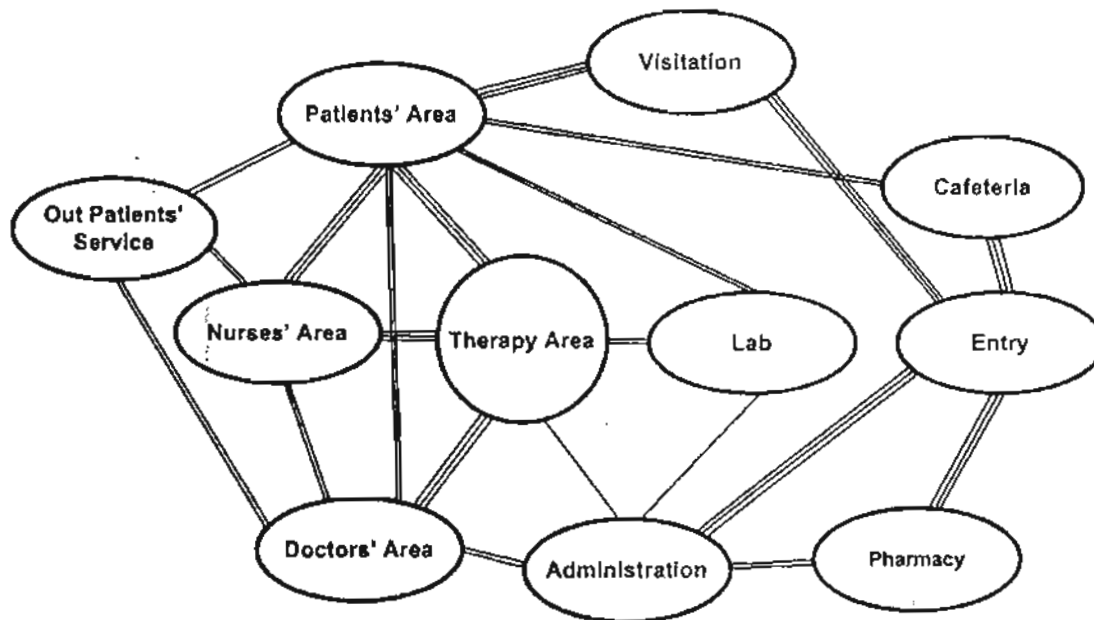 Visitation
Patients' Area
Cafeteria
Out Patients'
Service
Nurses' Area
Therapy Area
Lab
Entry
Doctors' Area
Administration
Pharmacy